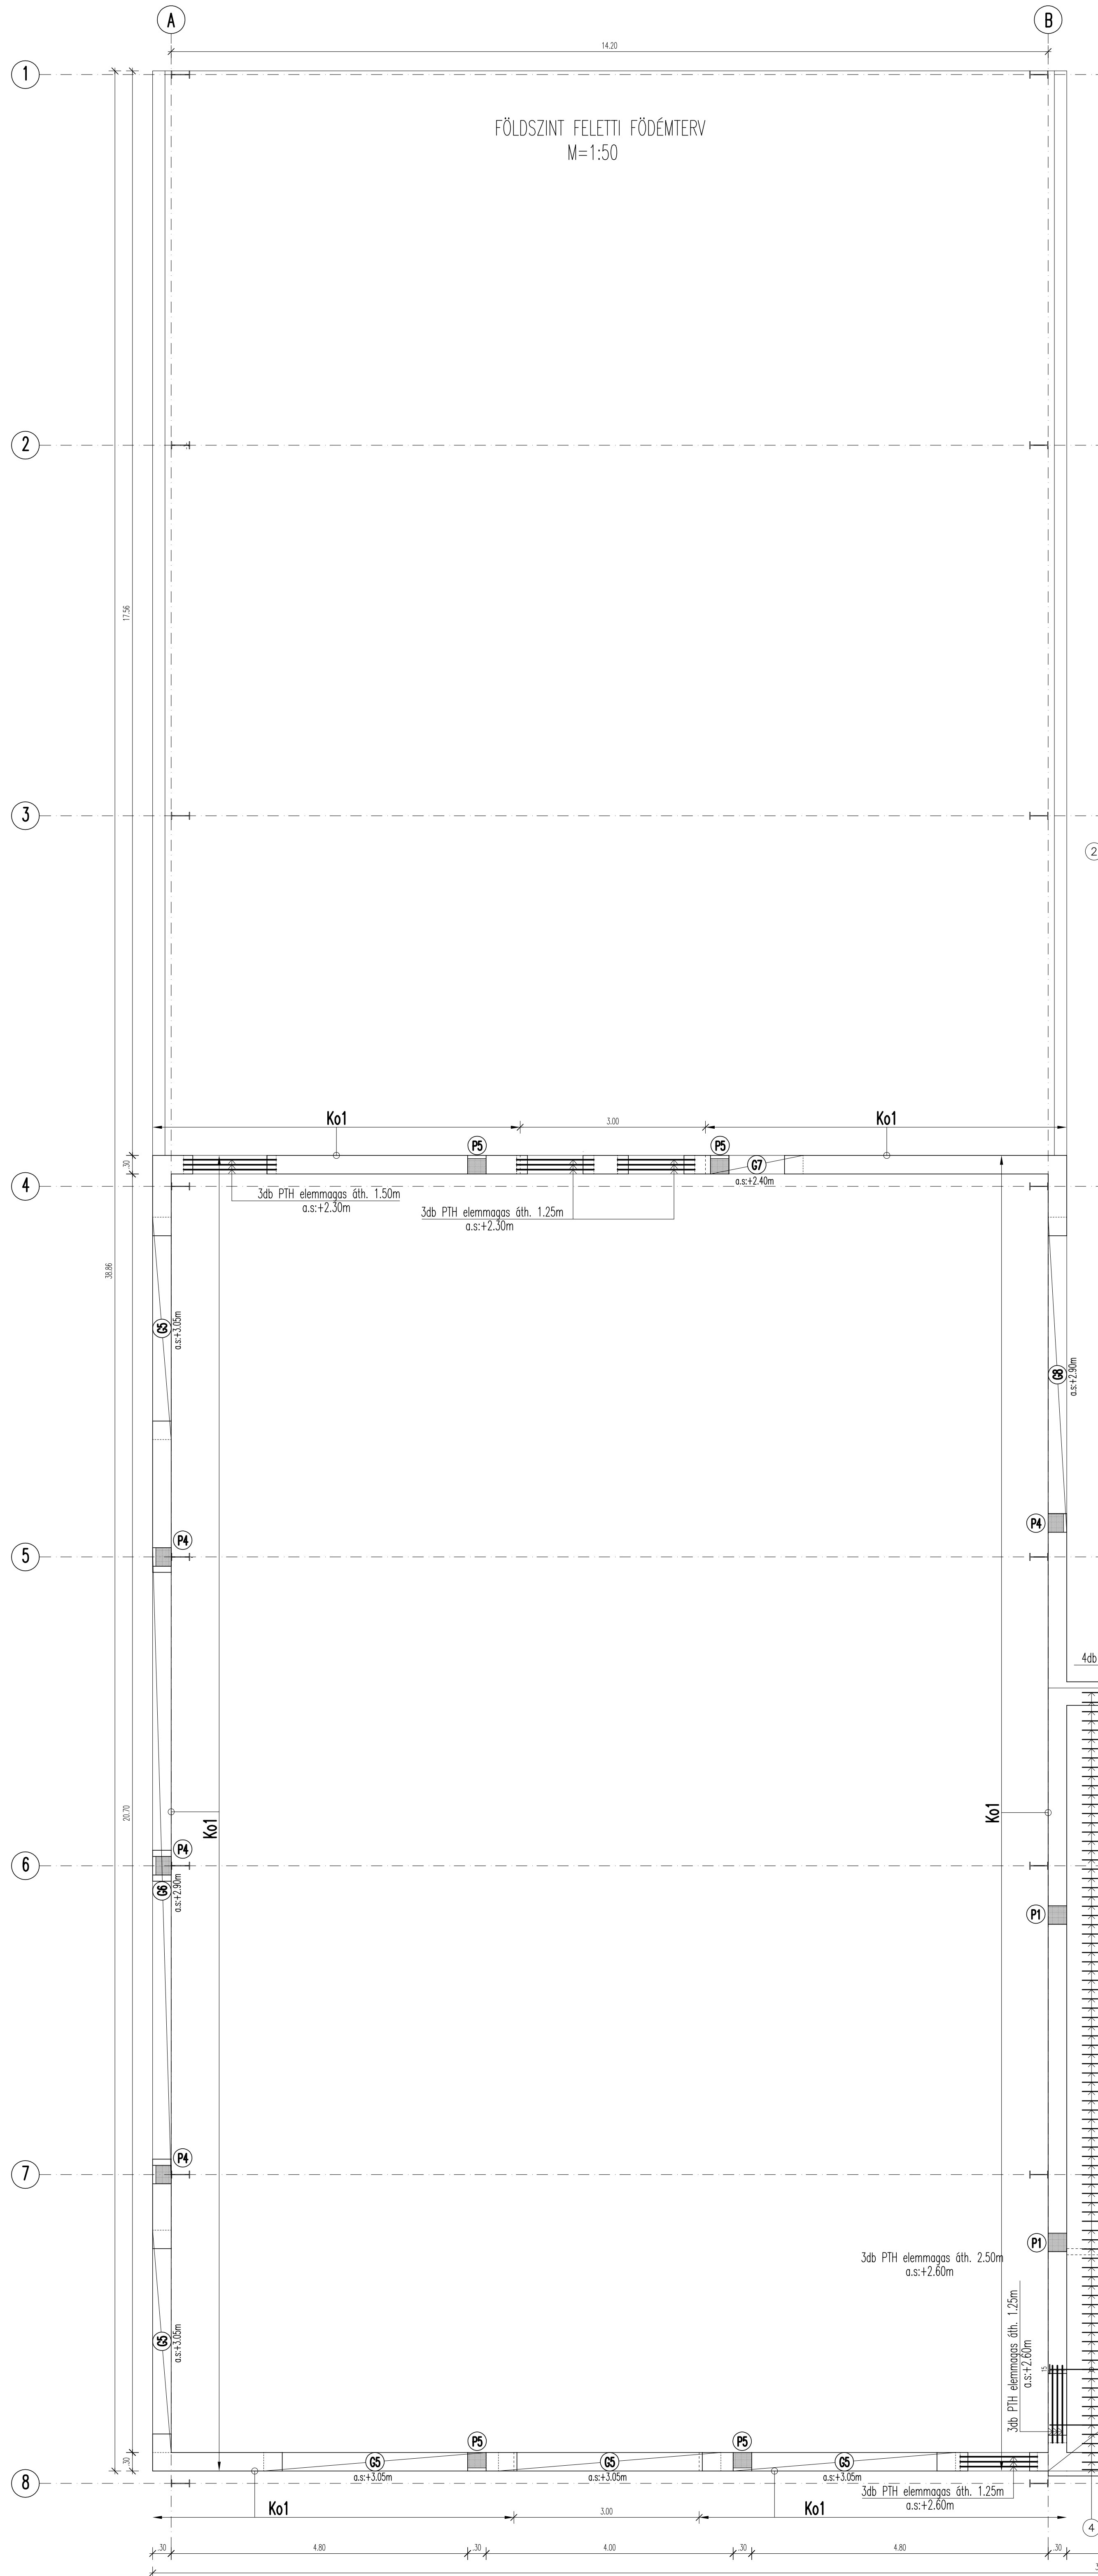 A
B
14.20
1
FÖLDSZINT FELETTI FÖDÉMTERV
M=1:50
2
17.56
3
2
Ko1
3.00
Ko1
P5
P5
.30
G7
a.s:+2.40m
4
3db PTH elemmagas áth. 1.50m
a.s:+2.30m
3db PTH elemmagas áth. 1.25m
a.s:+2.30m
38.86
G5
a.s:+3.05m
G8
a.s:+2.90m
P4
P4
5
4db
20.70
Ko1
Ko1
P4
6
G6
a.s:+2.90m
P1
P4
7
P1
3db PTH elemmagas áth. 2.50m
a.s:+2.60m
3db PTH elemmagas áth. 1.25m
a.s:+2.60m
G5
a.s:+3.05m
15
P5
P5
.30
G5
G5
G5
a.s:+3.05m
a.s:+3.05m
a.s:+3.05m
8
3db PTH elemmagas áth. 1.25m
a.s:+2.60m
Ko1
3.00
Ko1
4
.30
4.80
.30
4.00
.30
4.80
.30
3